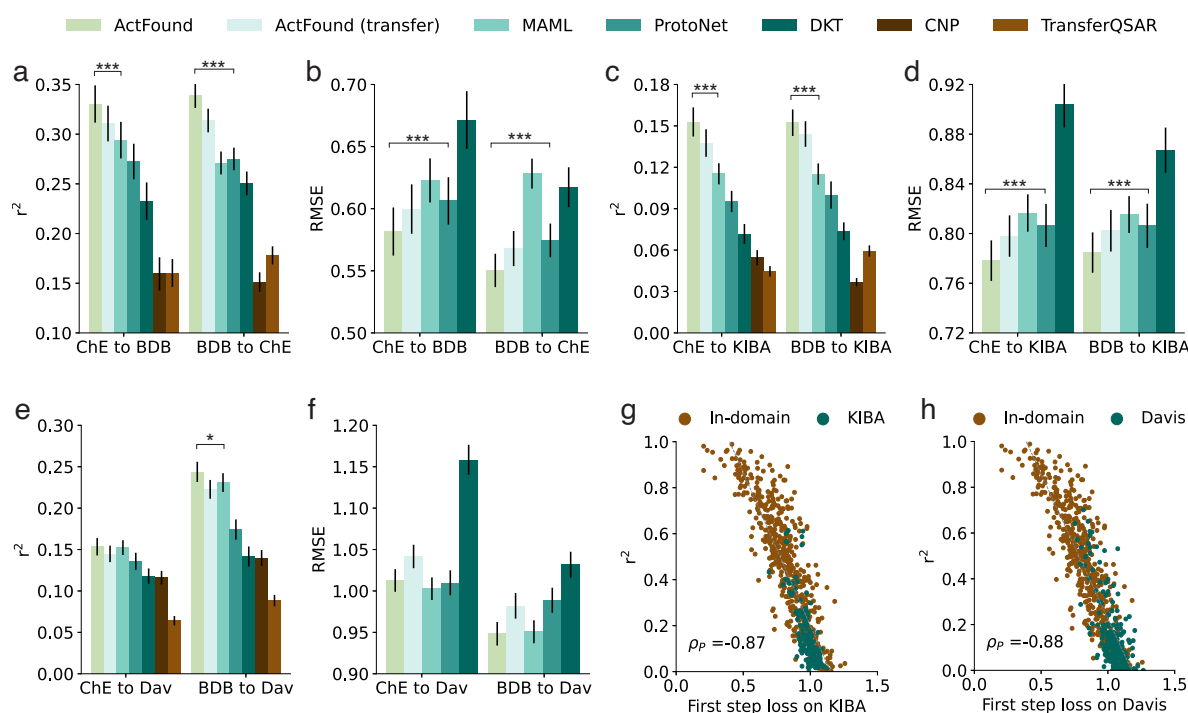 ActFound ActFound (transfer) MAML ProtoNet DKT CNP TransferQSAR
a
r²
0.35
0.30
0.25
0.20
0.15
0.10
***
***
ChE to BDB BDB to ChE
b
RMSE
0.70
0.65
0.60
0.55
0.50
***
***
ChE to BDB BDB to ChE
c
r²
0.18
0.15
0.12
0.09
0.06
0.03
0.00
***
***
ChE to KIBA BDB to KIBA
d
RMSE
0.92
0.88
0.84
0.80
0.76
0.72
***
***
ChE to KIBA BDB to KIBA
e
r²
0.30
0.25
0.20
0.15
0.10
0.05
0.00
*
ChE to Dav BDB to Dav
f
RMSE
1.20
1.15
1.10
1.05
1.00
0.95
0.90
ChE to Dav BDB to Dav
g
In-domain KIBA
r²
1.0
0.8
0.6
0.4
0.2
0.0
ρP =-0.87
0.0 0.5 1.0 1.5
First step loss on KIBA
h
In-domain Davis
r²
1.0
0.8
0.6
0.4
0.2
0.0
ρP =-0.88
0.0 0.5 1.0 1.5
First step loss on Davis